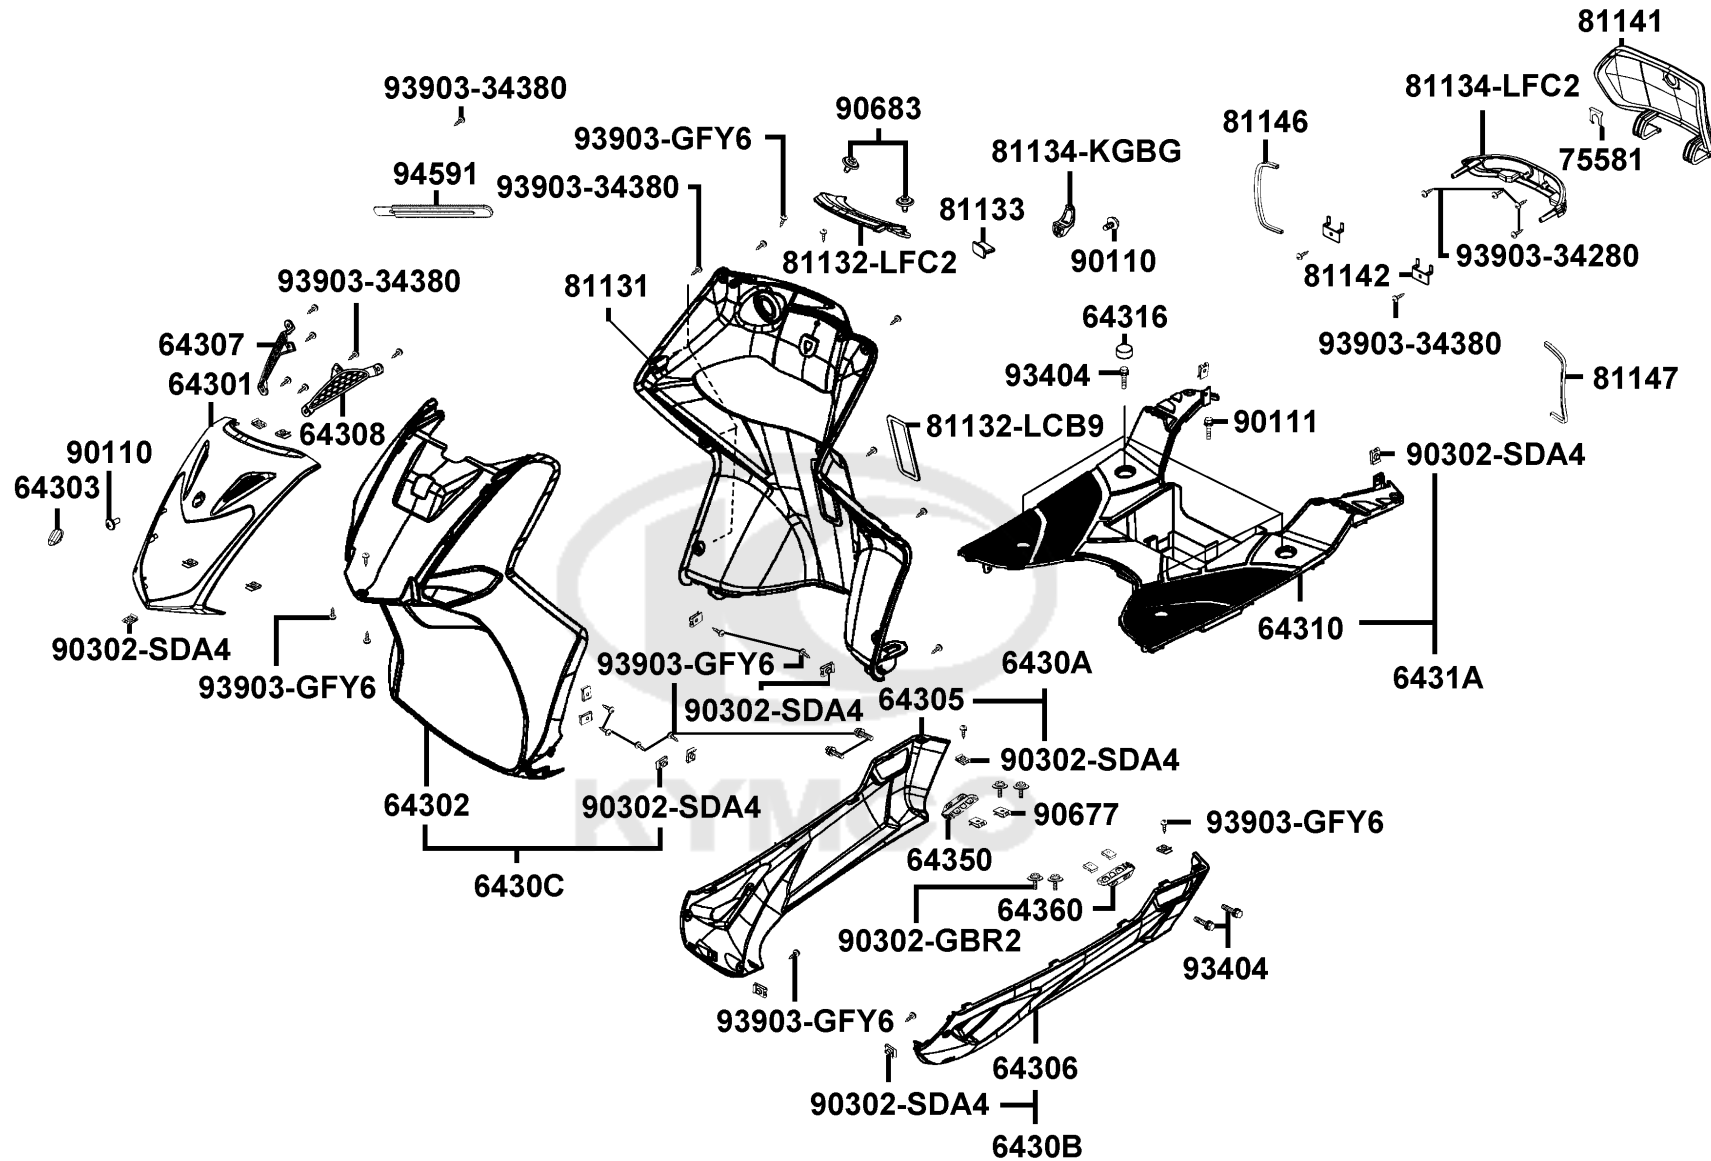 81141
93903-34380
81134-LFC2
90683
81146
93903-GFY6
81134-KGBG
75581
94591
93903-34380
81133
81132-LFC2
90110
93903-34280
81142
93903-34380
81131
64316
64307
93903-34380
64301
93404
81147
64308
81132-LCB9
90111
90110
90302-SDA4
64303
64310
90302-SDA4
93903-GFY6
93903-GFY6
6430A
6431A
90302-SDA4
64305
90302-SDA4
64302
90302-SDA4
KYMCO
90677
93903-GFY6
64350
6430C
64360
90302-GBR2
93404
93903-GFY6
64306
90302-SDA4
6430B